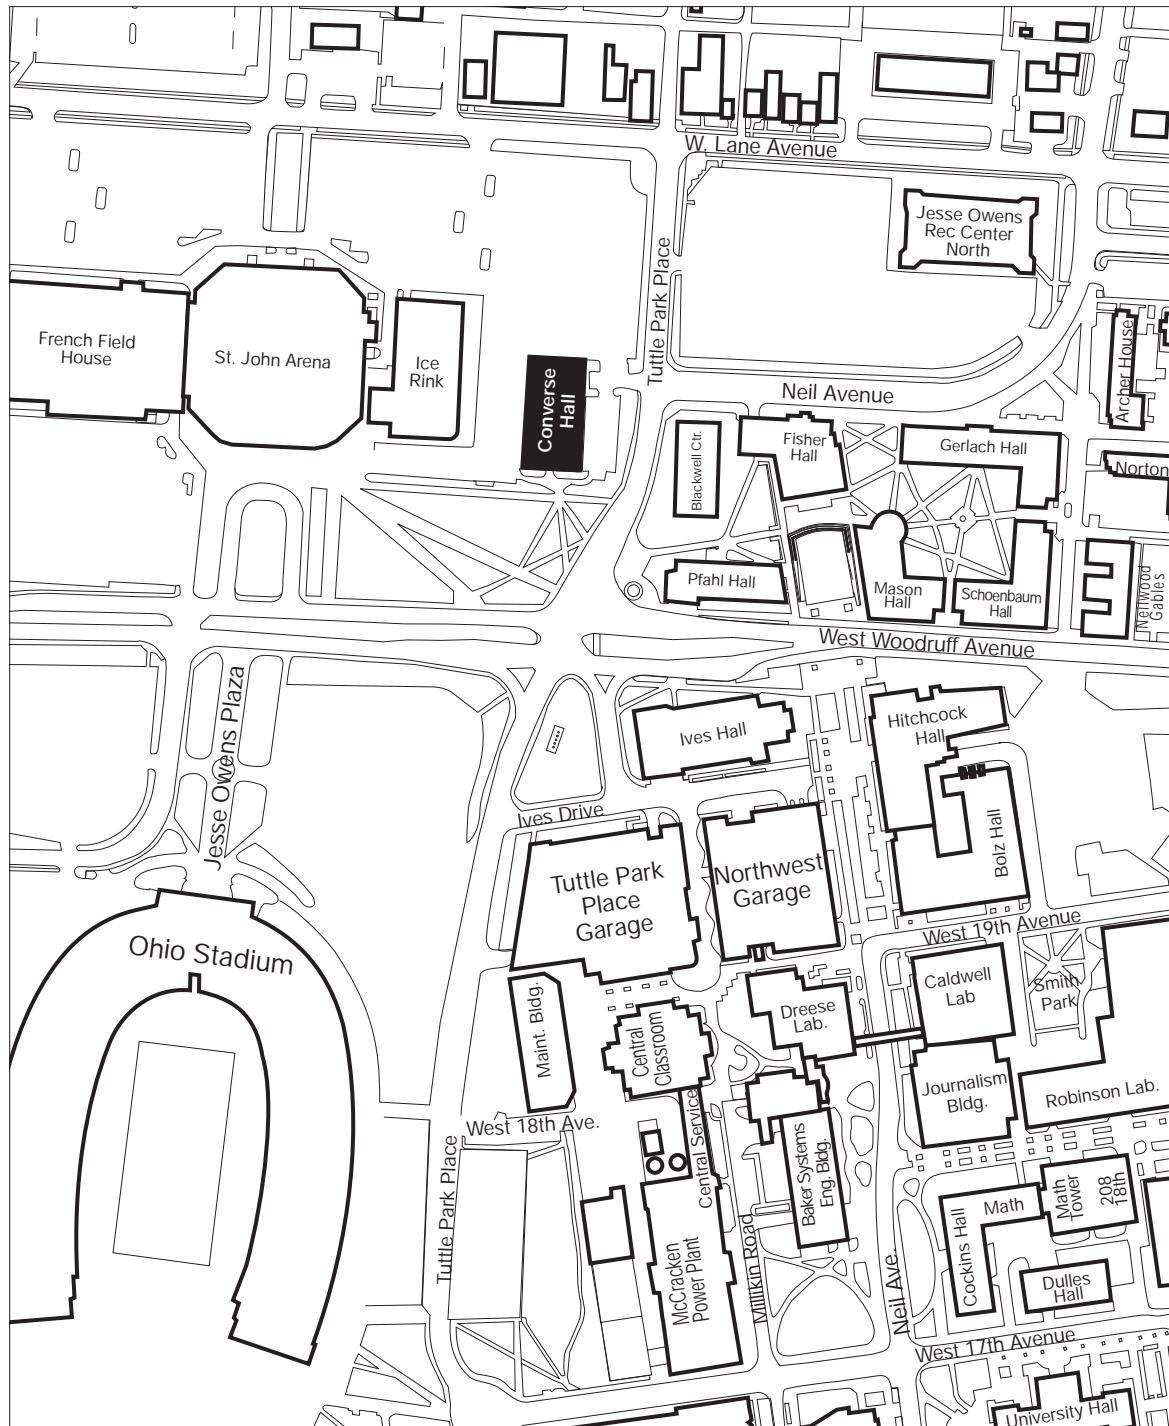 W. Lane Avenue
Jesse Owens
Rec Center
North
Tuttle Park Place
French Field
House
St. John Arena
Ice
Rink
Converse
Hall
Neil Avenue
Archer House
Blackwell Ctr.
Fisher
Hall
Gerlach Hall
Norton
Pfahl Hall
Mason
Hall
Schoenbaum
Hall
Neilwood
Gables
West Woodruff Avenue
Jesse Owens Plaza
Ives Hall
Hitchcock
Hall
Ives Drive
Bolz Hall
Tuttle Park
Place
Garage
Northwest
Garage
West 19th Avenue
Ohio Stadium
Maint. Bldg.
Central
Classroom
Dreese
Lab.
Caldwell
Lab
Smith
Park
Journalism
Bldg.
Robinson Lab.
West 18th Ave.
Central Service
Baker Systems
Eng. Bldg.
Tuttle Park Place
McCracken
Power Plant
Millikin Road
Neil Ave.
Cockins Hall
Math
Math
Tower
208
18th
Dulles
Hall
West 17th Avenue
University Hall